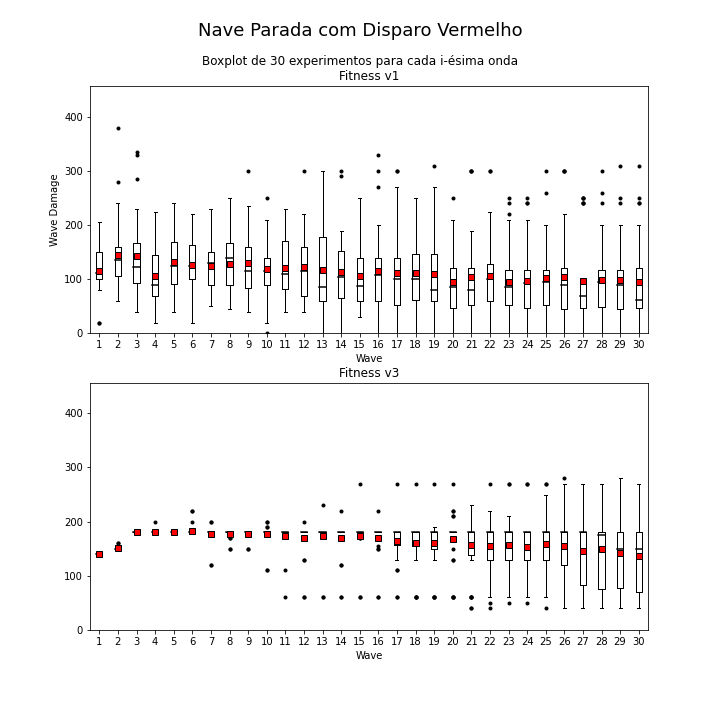 Nave Parada com Disparo Vermelho
Boxplot de 30 experimentos para cada i-ésima onda
Fitness v1
400
300
200
100
0
Wave Damage
1 2 3 4 5 6 7 8 9 10 11 12 13 14 15 16 17 18 19 20 21 22 23 24 25 26 27 28 29 30
Wave
Fitness v3
400
300
200
100
0
1 2 3 4 5 6 7 8 9 10 11 12 13 14 15 16 17 18 19 20 21 22 23 24 25 26 27 28 29 30
Wave